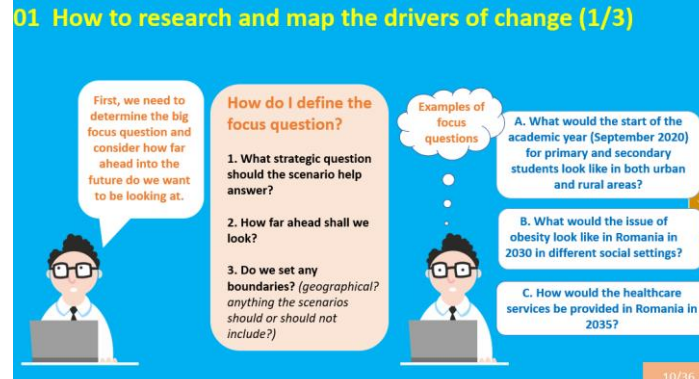 01 How to research and map the drivers of change (1/3)
First, we need to
determine the big
focus question and
consider how far
ahead into the
future do we want
to be looking at.
How do I define the
focus question?
1. What strategic question
should the scenario help
answer?
2. How far ahead shall we
look?
3. Do we set any
boundaries? (geographical?
anything the scenarios
should or should not
include?)
Examples of
focus
questions
A. What would the start of the
academic year (September 2020)
for primary and secondary
students look like in both urban
and rural areas?
B. What would the issue of
obesity look like in Romania in
2030 in different social settings?
C. How would the healthcare
services be provided in Romania in
2035?
10/36